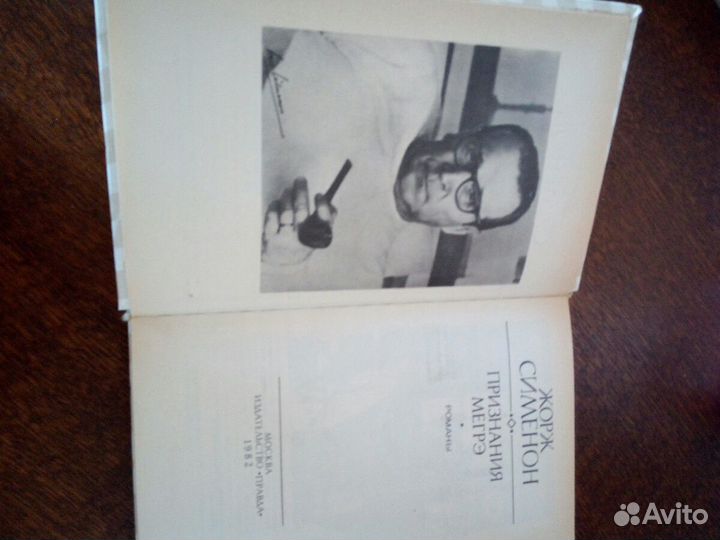 ЖОРЖ
СИМЕНОН
ПРИЗНАНИЯ
МЕГРЭ
РОМАНЫ
МОСКВА
ИЗДАТЕЛЬСТВО «ПРАВДА»
1982
Avito